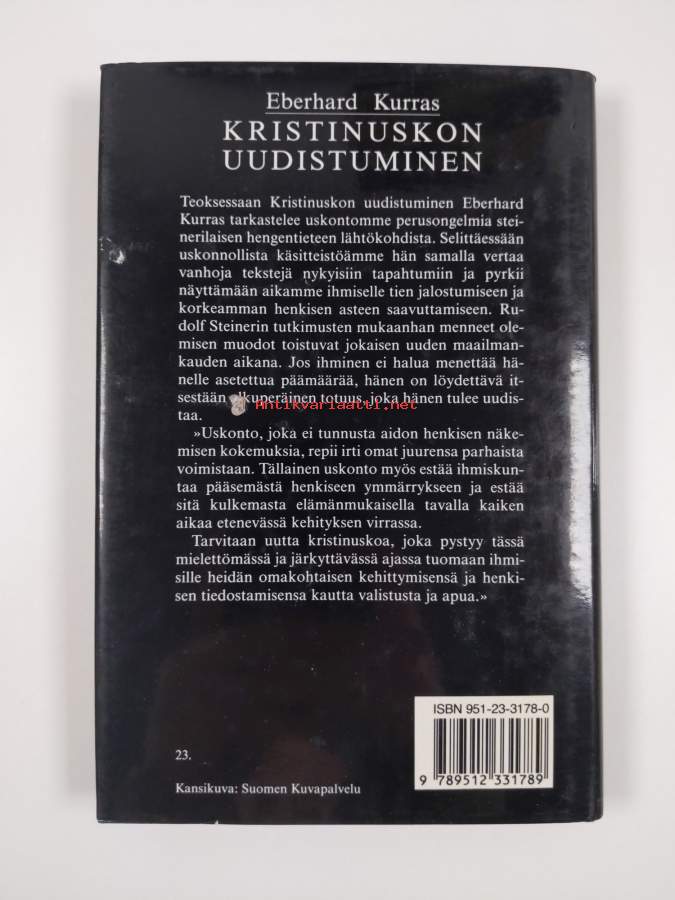 Eberhard Kurras
KRISTINUSKON
UUDISTUMINEN
Teoksessaan Kristinuskon uudistuminen Eberhard
Kurras tarkastelee uskontomme perusongelmia stei-
nerilaisen hengentieteen lähtökohdista. Selittäessään
uskonnollista käsitteistöämme hän samalla vertaa
vanhoja tekstejä nykyisiin tapahtumiin ja pyrkii
näyttämään aikamme ihmiselle tien jalostumiseen ja
korkeamman henkisen asteen saavuttamiseen. Ru-
dolf Steinerin tutkimusten mukaanhan menneet ole-
misen muodot toistuvat jokaisen uuden maailman-
kauden aikana. Jos ihminen ei halua menettää hä-
nelle asetettua päämäärää, hänen on löydettävä it-
sestään alkuperäinen totuus, joka hänen tulee uudis-
taa.
Antikvariaatti.net
»Uskonto, joka ei tunnusta aidon henkisen näke-
misen kokemuksia, repii irti omat juurensa parhaista
voimistaan. Tällainen uskonto myös estää ihmiskun-
taa pääsemästä henkiseen ymmärrykseen ja estää
sitä kulkemasta elämänmukaisella tavalla kaiken
aikaa etenevässä kehityksen virrassa.
Tarvitaan uutta kristinuskoa, joka pystyy tässä
mielettömässä ja järkyttävässä ajassa tuomaan ihmi-
sille heidän omakohtaisen kehittymisensä ja henki-
sen tiedostamisensa kautta valistusta ja apua.»
ISBN 951-23-3178-0
9 789512 331789
23.
Kansikuva: Suomen Kuvapalvelu